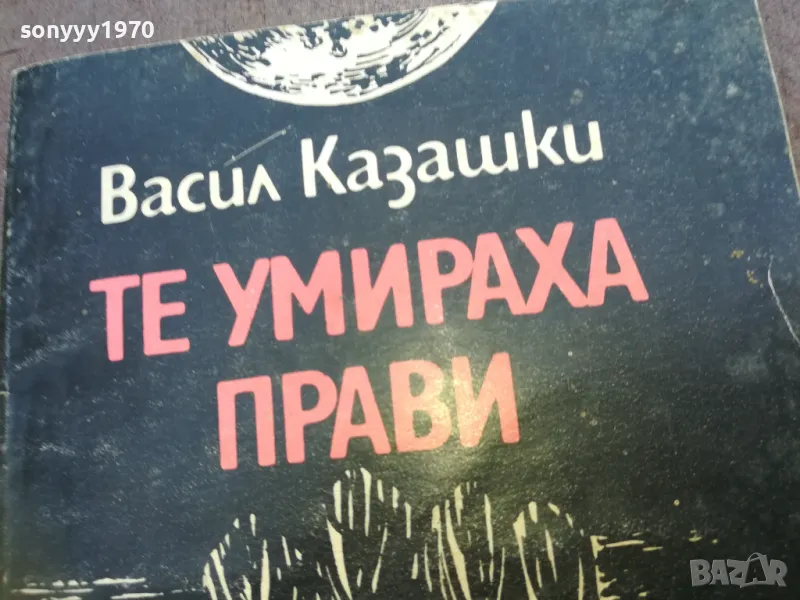 sonyyy1970
Васил Казашки
ТЕ УМИРАХА
ПРАВИ
BAZAR